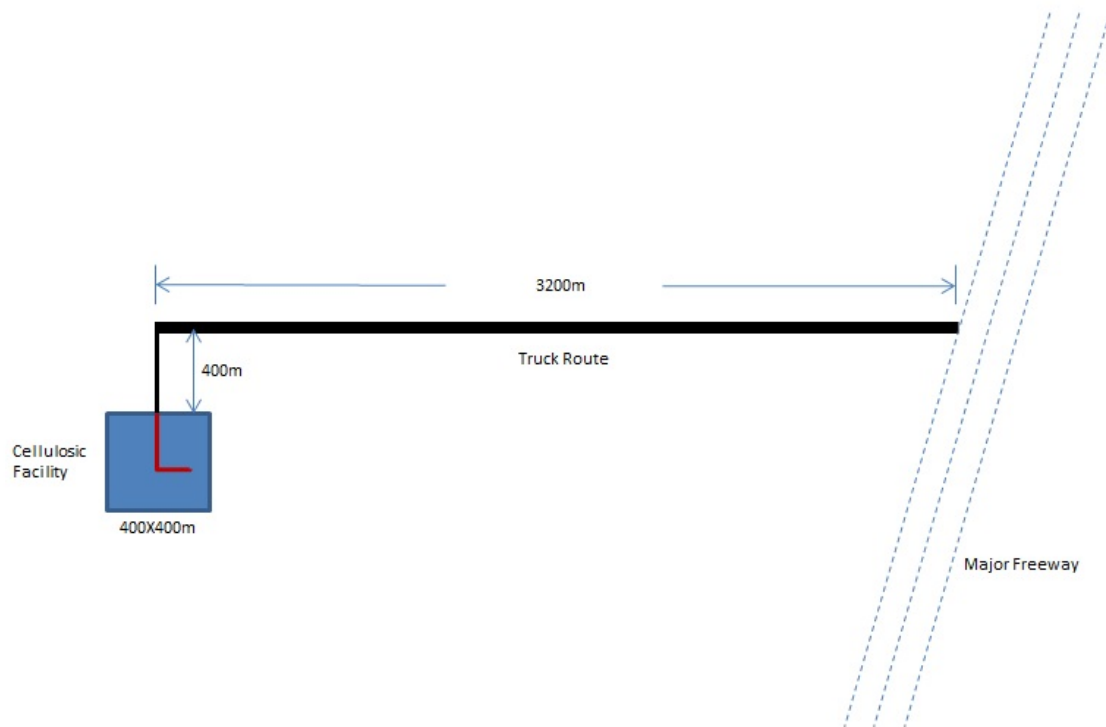 3200m
Truck Route
400m
Cellulosic
Facility
400X400m
Major Freeway